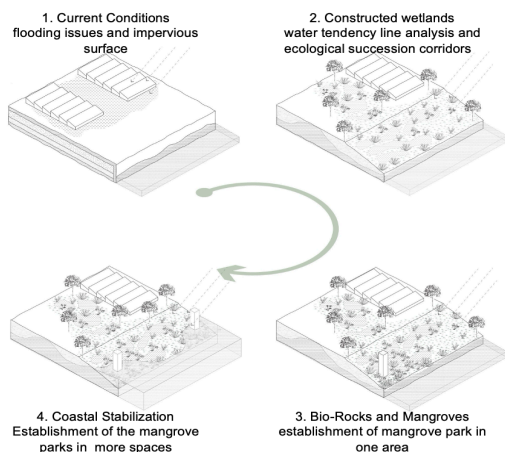 1. Current Conditions
flooding issues and impervious
surface
2. Constructed wetlands
water tendency line analysis and
ecological succession corridors
3. Bio-Rocks and Mangroves
establishment of mangrove park in
one area
4. Coastal Stabilization
Establishment of the mangrove
parks in more spaces